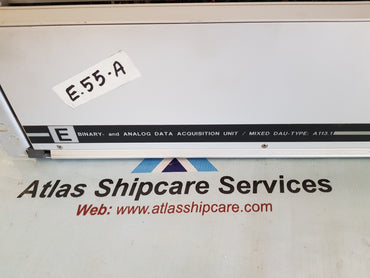 E.55-A
E BINARY- and ANALOG DATA ACQUISITION UNIT / MIXED DAU-TYPE: A113.1
Atlas Shipcare Services
Web: www.atlasshipcare.com